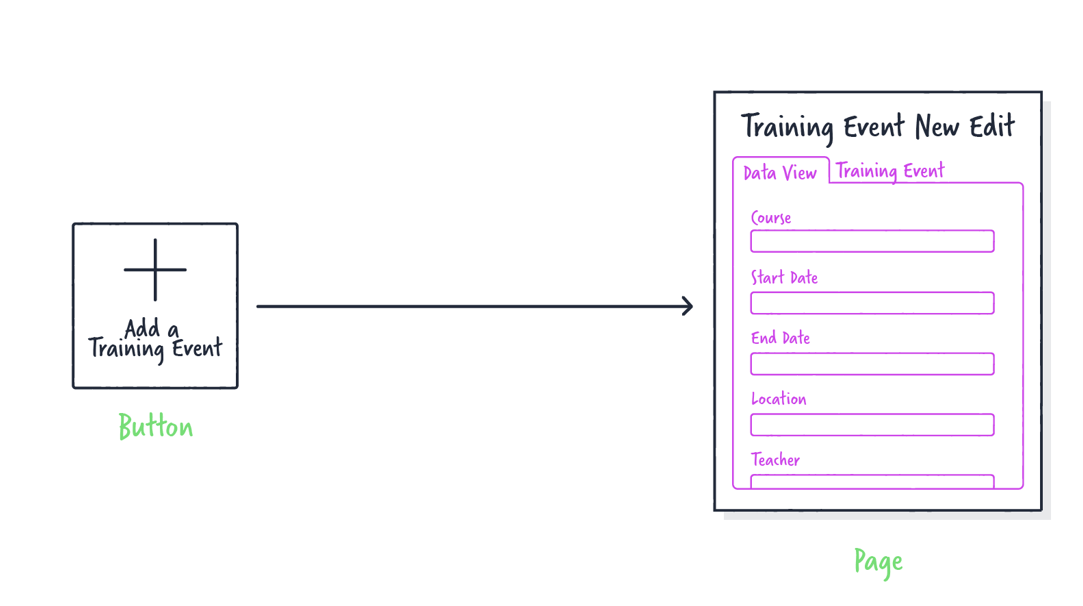 Add a
Training Event
Button
Training Event New Edit
Data View
Training Event
Course
Start Date
End Date
Location
Teacher
Page